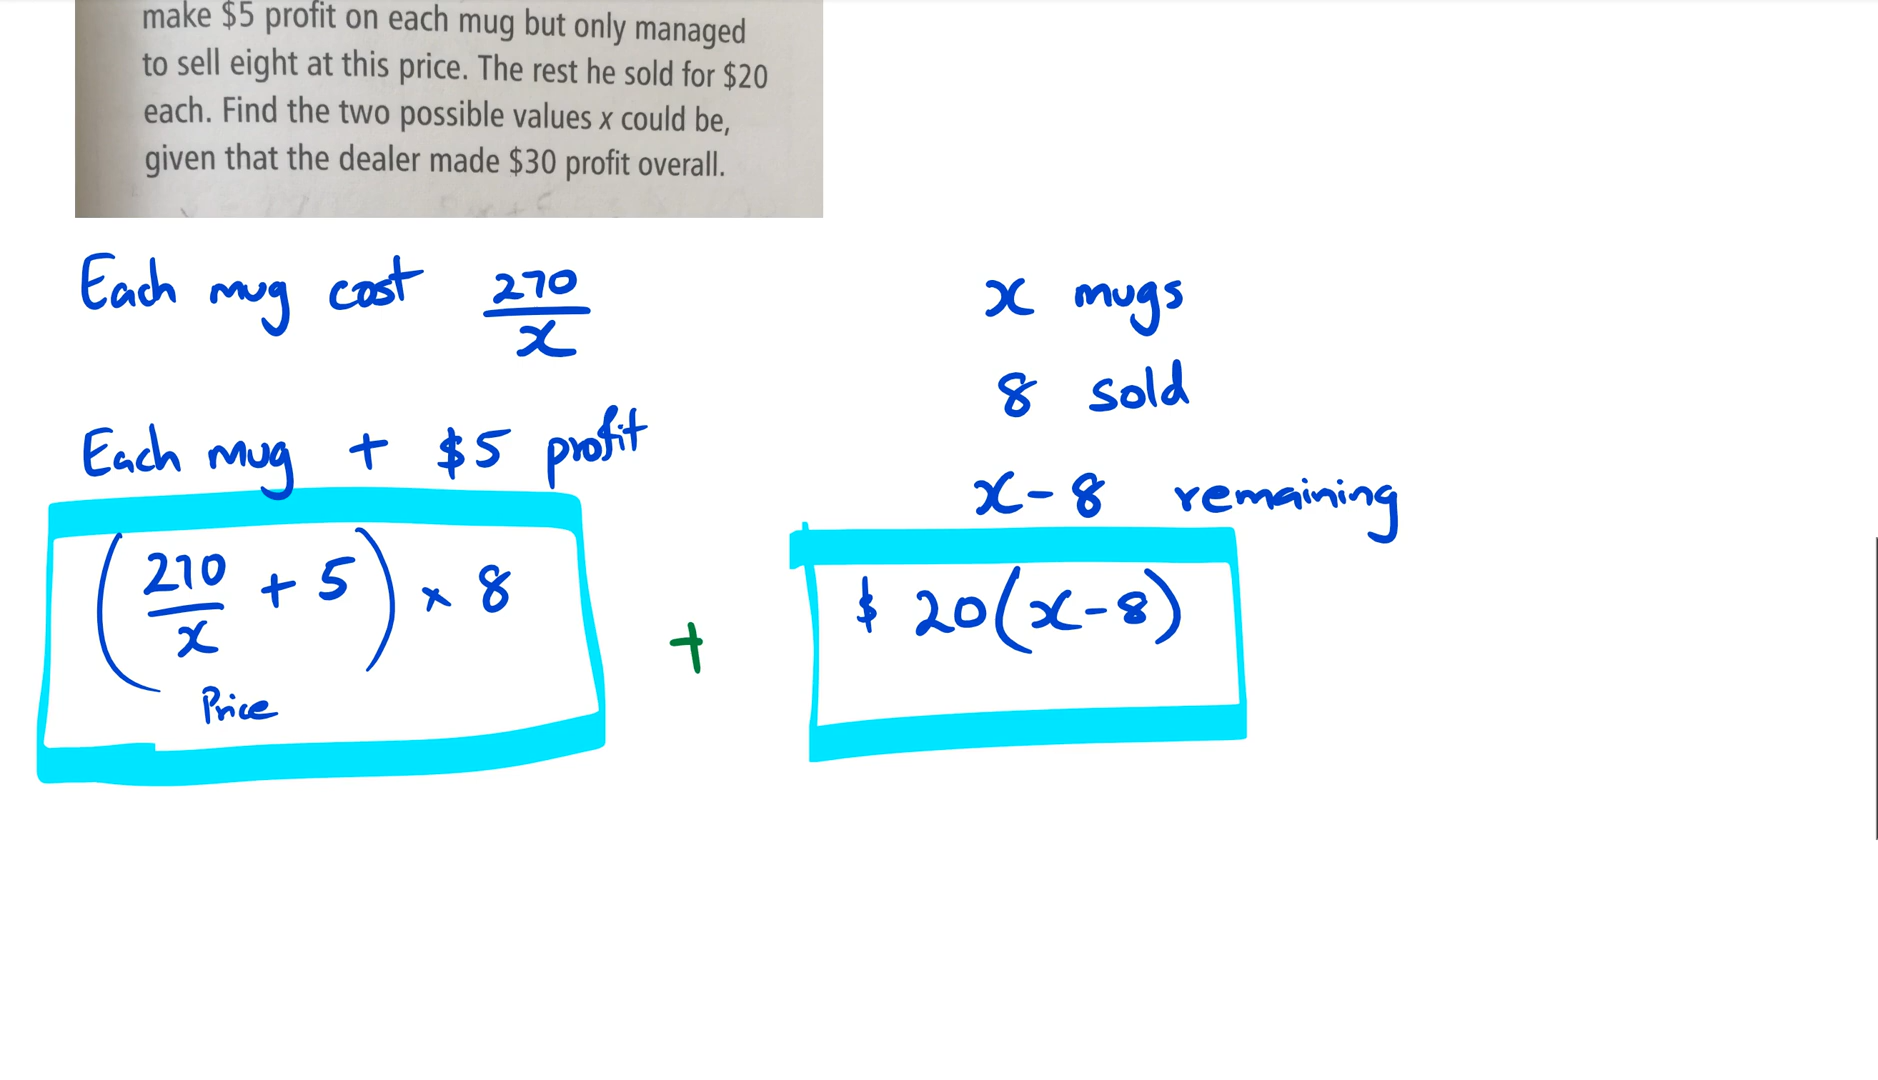 make $5 profit on each mug but only managed
to sell eight at this price. The rest he sold for $20
each. Find the two possible values x could be,
given that the dealer made $30 profit overall.
Each mug cost 270/x
x mugs
8 sold
Each mug + $5 profit
x-8 remaining
(270/x + 5) × 8
Price
+
$ 20(x-8)